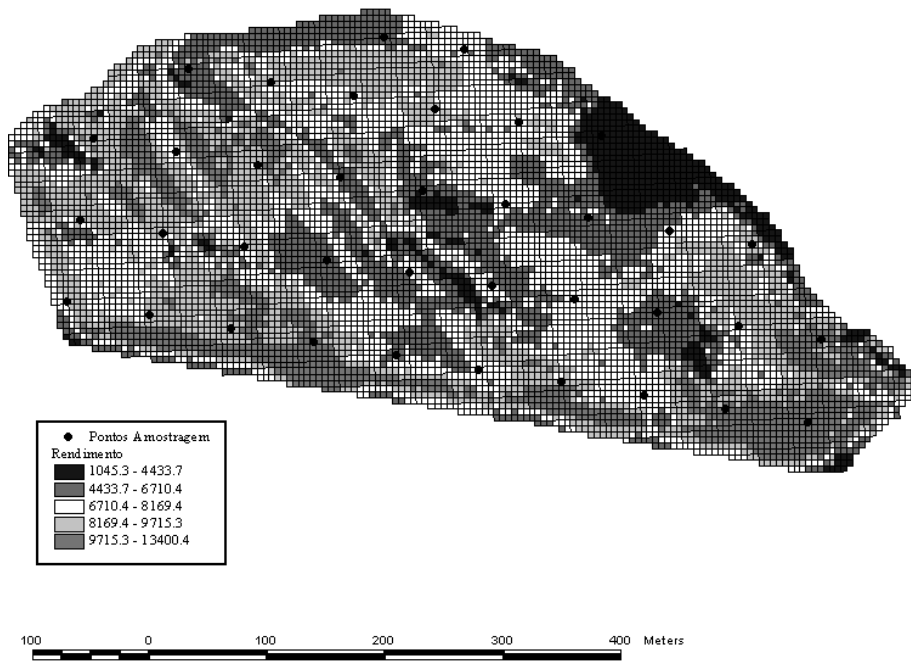 Pontos Amostragem
Rendimento
1045.3 - 4433.7
4433.7 - 6710.4
6710.4 - 8169.4
8169.4 - 9715.3
9715.3 - 13400.4
100 0 100 200 300 400 Meters